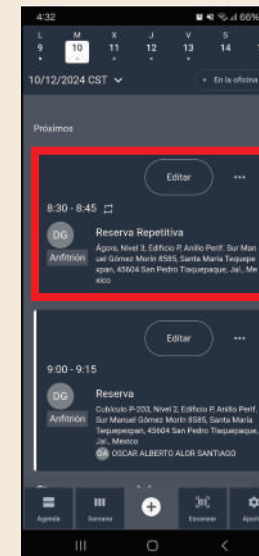 4:32
66%
L M X J V S
9 10 11 12 13 14
10/12/2024 CST
En la oficina
Próximos
Editar
8:30 - 8:45
DG
Anfitrión
Reserva Repetitiva
Ágora, Nivel 3, Edificio P, Anillo Perif. Sur Man
uel Gómez Morín 8585, Santa María Tequepe
xpan, 45604 San Pedro Tlaquepaque, Jal., Me
xico
Editar
9:00 - 9:15
DG
Anfitrión
Reserva
Cubículo P-203, Nivel 2, Edificio P, Anillo Perif.
Sur Manuel Gómez Morín 8585, Santa María
Tequepexpan, 45604 San Pedro Tlaquepaque,
Jal., Mexico
OA OSCAR ALBERTO ALOR SANTIAGO
Agenda Semana Escanear